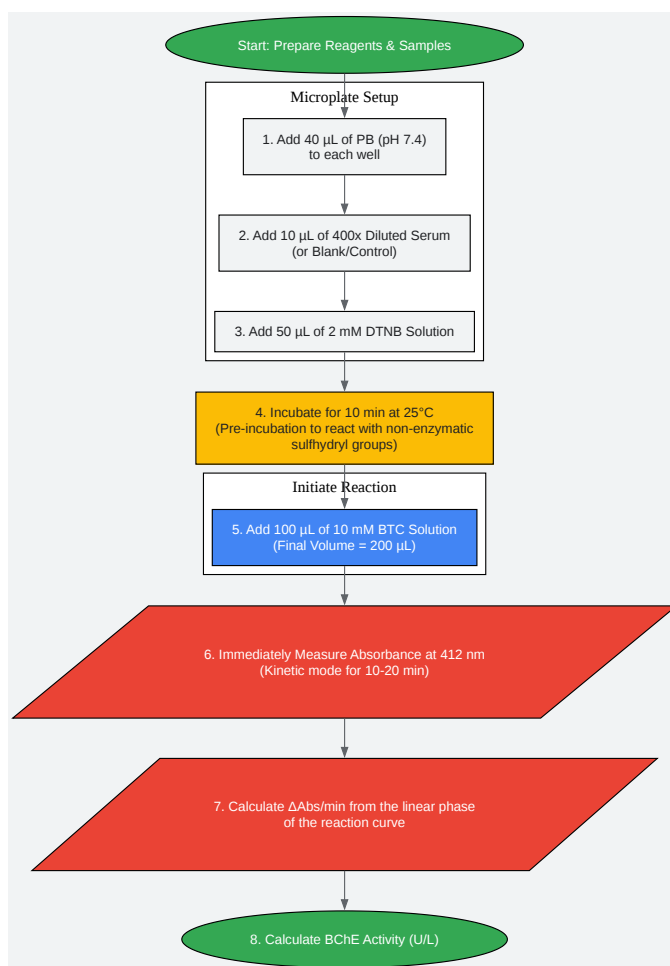 Start: Prepare Reagents & Samples
Microplate Setup
1. Add 40 µL of PB (pH 7.4)
to each well
2. Add 10 µL of 400x Diluted Serum
(or Blank/Control)
3. Add 50 µL of 2 mM DTNB Solution
4. Incubate for 10 min at 25°C
(Pre-incubation to react with non-enzymatic
sulfhydryl groups)
Initiate Reaction
5. Add 100 µL of 10 mM BTC Solution
(Final Volume = 200 µL)
6. Immediately Measure Absorbance at 412 nm
(Kinetic mode for 10-20 min)
7. Calculate ΔAbs/min from the linear phase
of the reaction curve
8. Calculate BChE Activity (U/L)